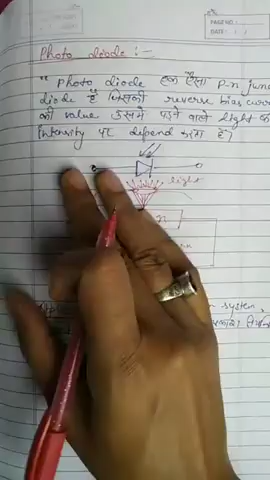 PAGE NO.:
DATE: / /
Photo diode :-
" Photo diode एक ऐसा P-n junc
diode है जिसकी reverse bias curr
की value उसमे पड़ने वाले light की
intensity पर depend करता है।
light
n
system,